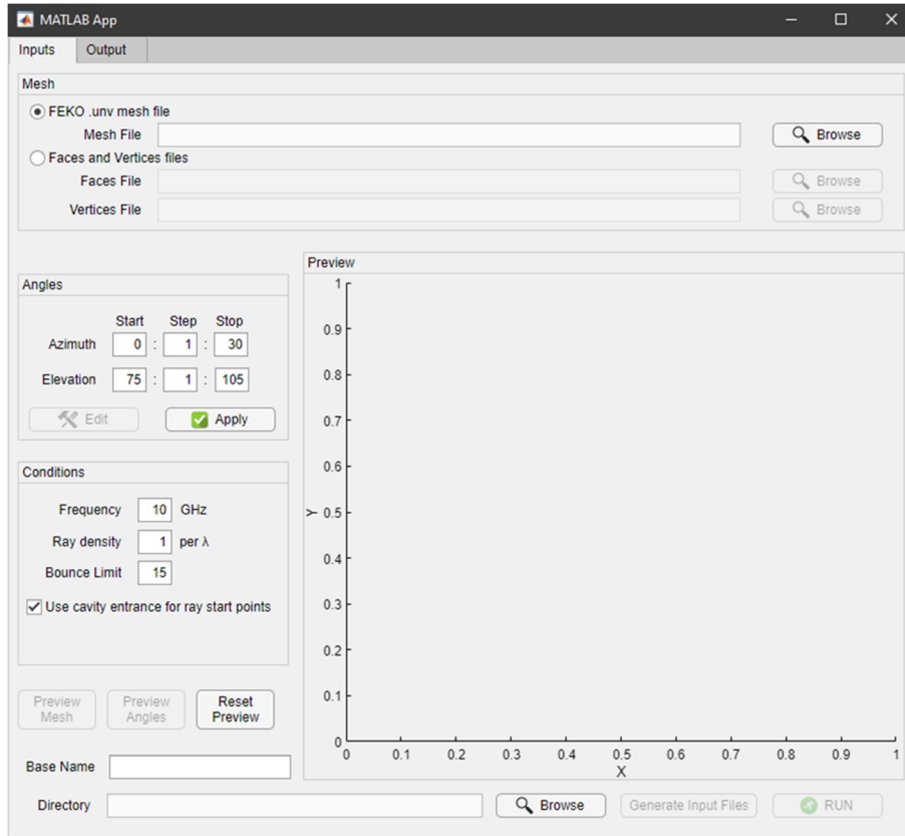 MATLAB App
Inputs Output
Mesh
FEKO .unv mesh file
Mesh File Browse
Faces and Vertices files
Faces File Browse
Vertices File Browse
Angles
Start Step Stop
Azimuth 0 : 1 : 30
Elevation 75 : 1 : 105
Edit Apply
Conditions
Frequency 10 GHz
Ray density 1 per λ
Bounce Limit 15
Use cavity entrance for ray start points
Preview
Mesh
Preview
Angles
Reset
Preview
Base Name
Preview
1
0.9
0.8
0.7
0.6
0.5
0.4
0.3
0.2
0.1
0
Y
0 0.1 0.2 0.3 0.4 0.5 0.6 0.7 0.8 0.9 1
X
Directory Browse Generate Input Files RUN